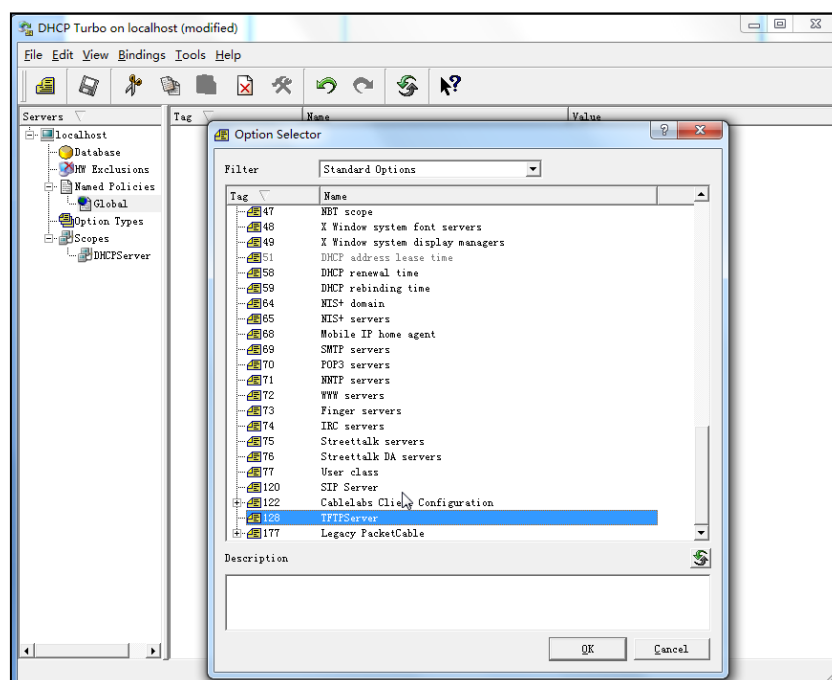 DHCP Turbo on localhost (modified)
File Edit View Bindings Tools Help
Servers
Tag
Name
Value
localhost
Database
HW Exclusions
Named Policies
Global
Option Types
Scopes
DHCPServer
Option Selector
Filter Standard Options
Tag Name
47 NBT scope
48 X Window system font servers
49 X Window system display managers
51 DHCP address lease time
58 DHCP renewal time
59 DHCP rebinding time
64 NIS+ domain
65 NIS+ servers
68 Mobile IP home agent
69 SMTP servers
70 POP3 servers
71 NNTP servers
72 WWW servers
73 Finger servers
74 IRC servers
75 Streettalk servers
76 Streettalk DA servers
77 User class
120 SIP Server
122 Cablelabs Client Configuration
128 TFTPServer
177 Legacy PacketCable
Description
OK Cancel